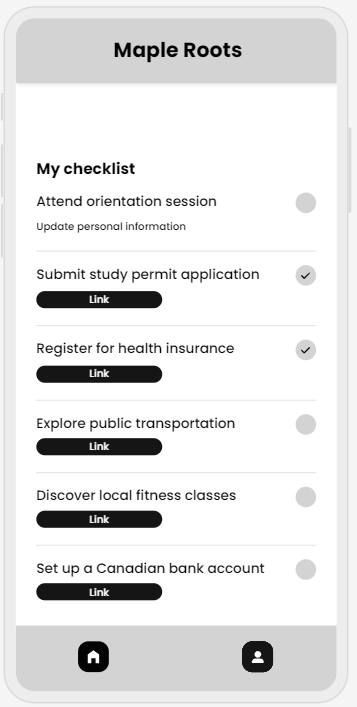 Maple Roots
My checklist
Attend orientation session
Update personal information
Submit study permit application
Link
Register for health insurance
Link
Explore public transportation
Link
Discover local fitness classes
Link
Set up a Canadian bank account
Link